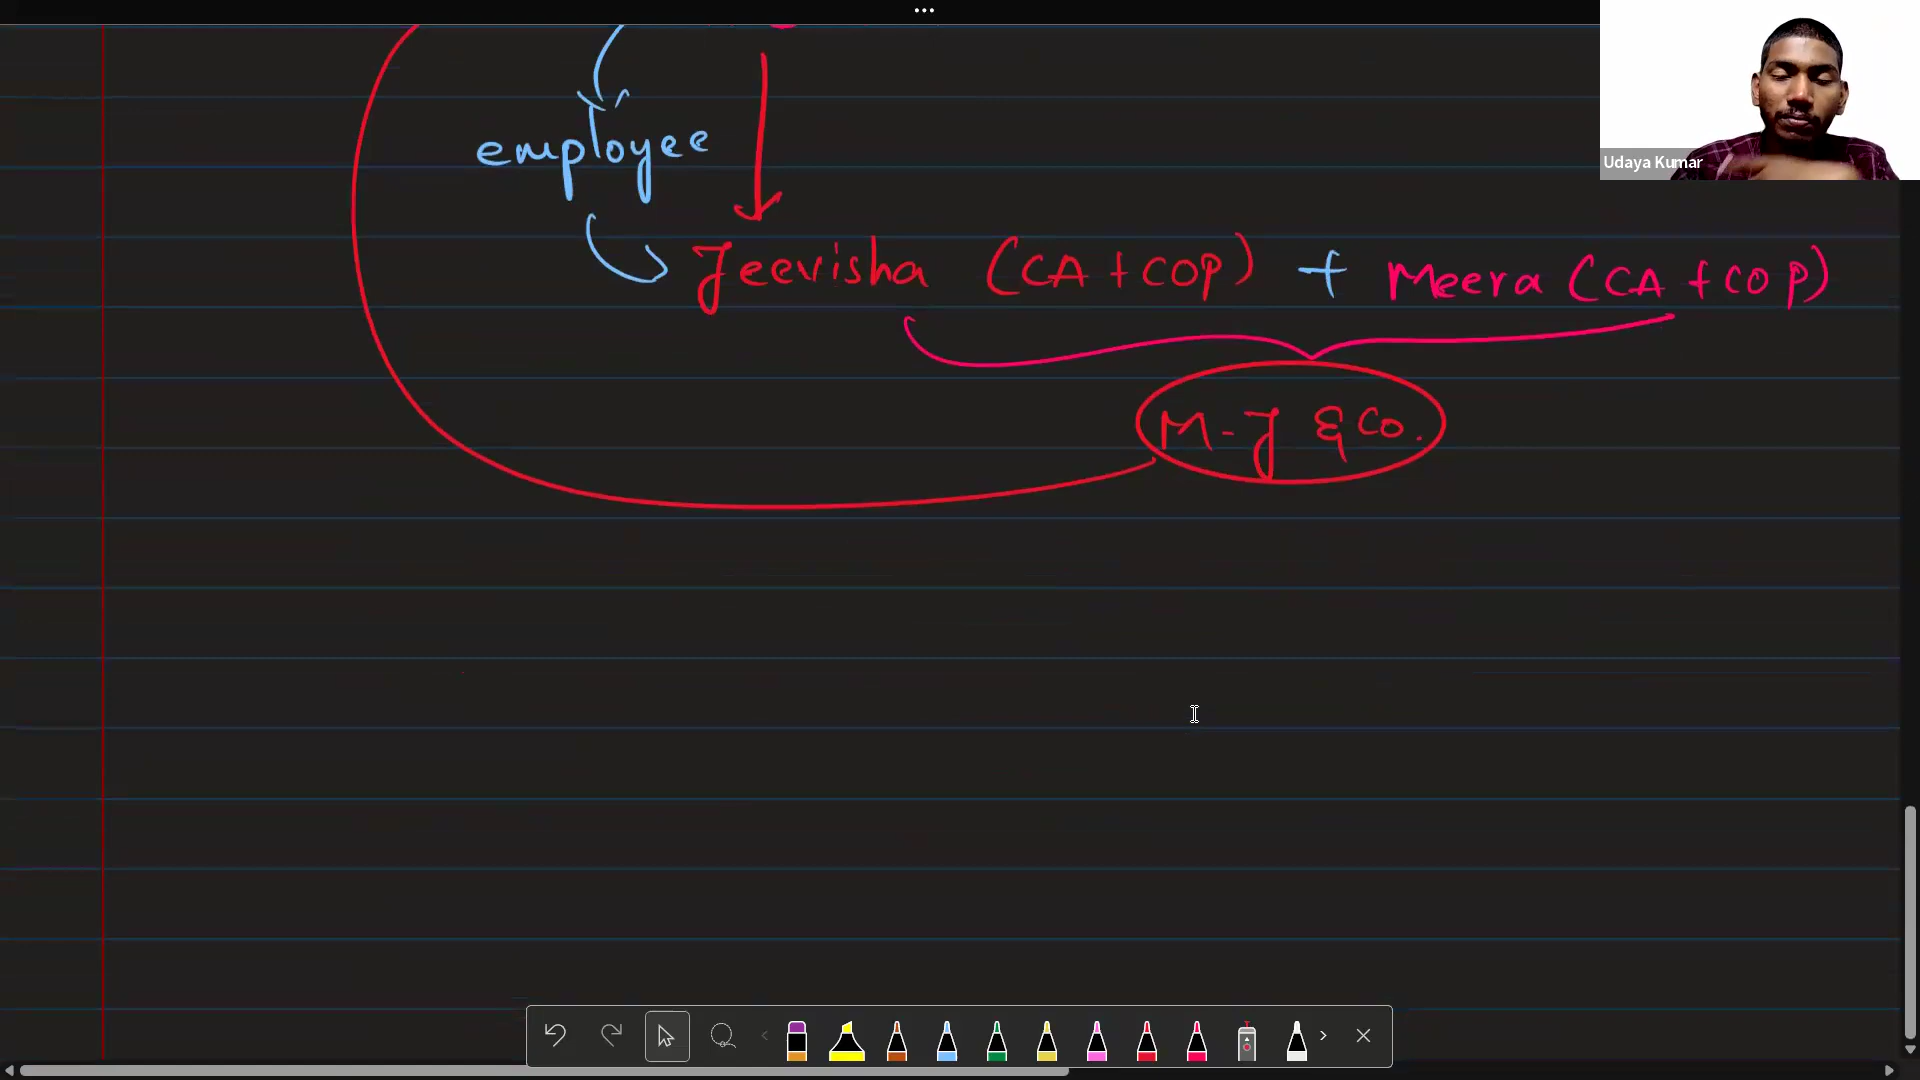 Udaya Kumar
employee
Jeevisha (CA + COP) + Meera (CA + COP)
M-J & Co.